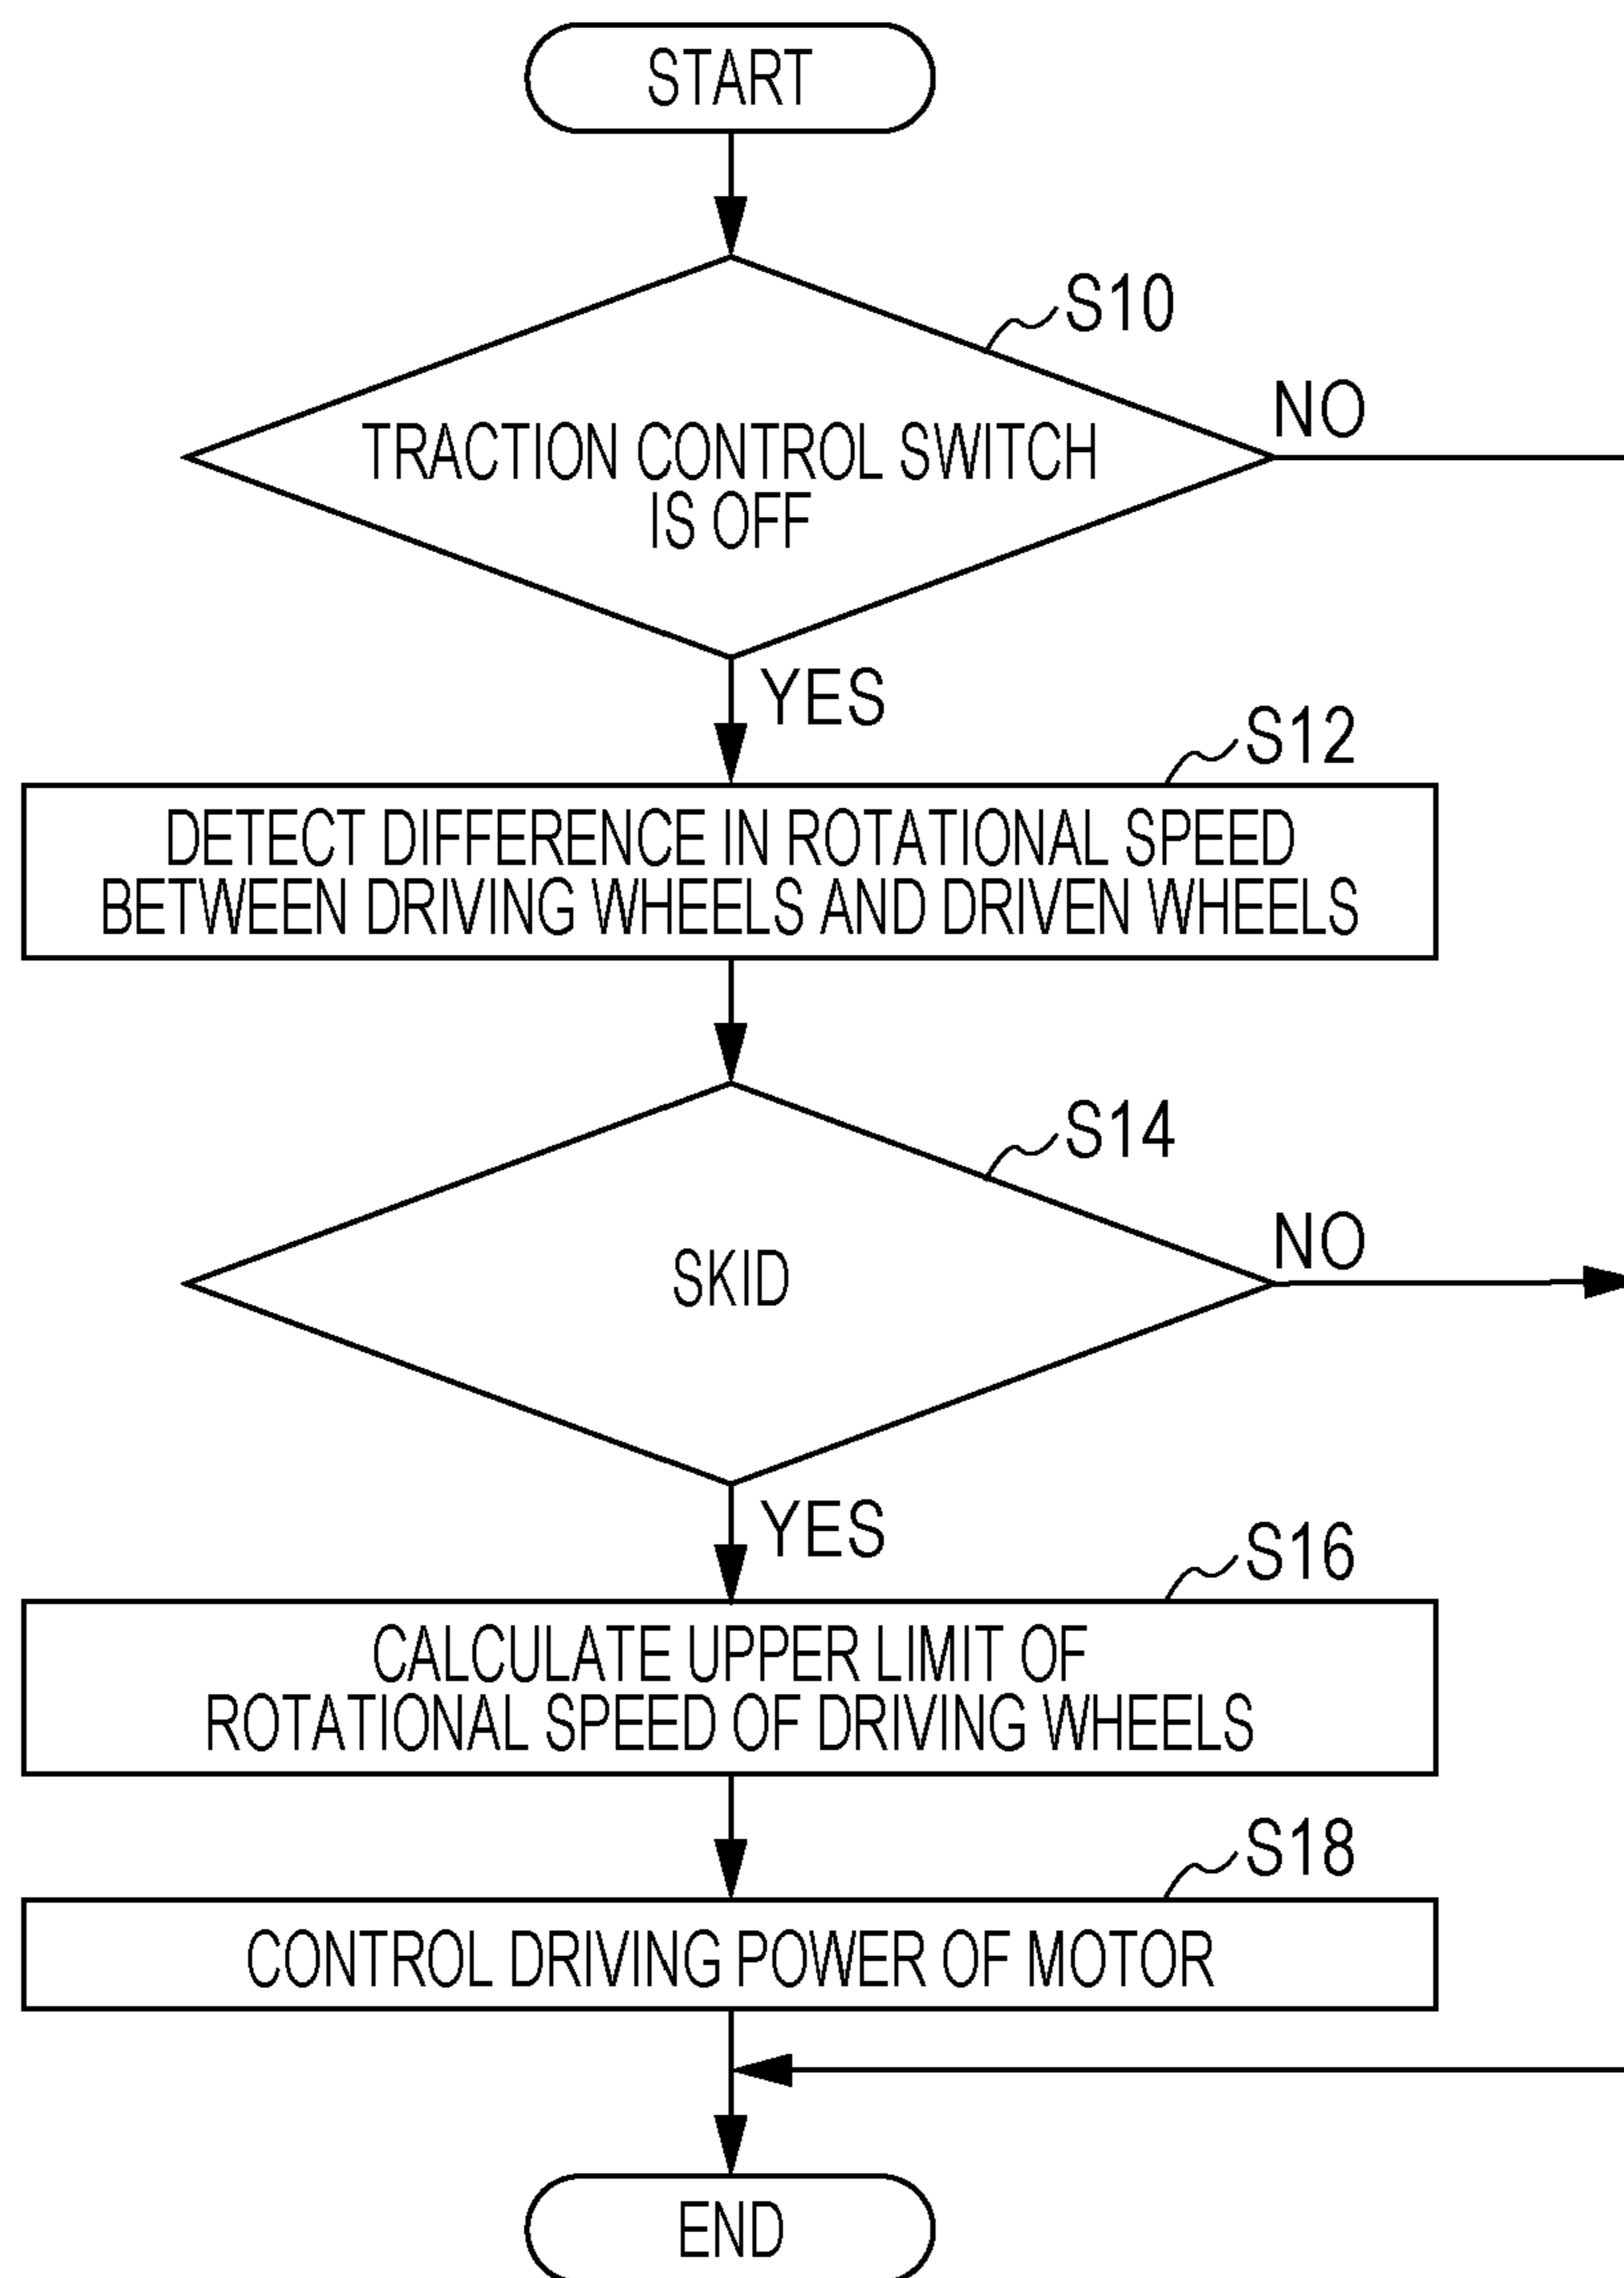 START
S10
NO
TRACTION CONTROL SWITCH
IS OFF
YES
S12
DETECT DIFFERENCE IN ROTATIONAL SPEED
BETWEEN DRIVING WHEELS AND DRIVEN WHEELS
S14
NO
SKID
YES
S16
CALCULATE UPPER LIMIT OF
ROTATIONAL SPEED OF DRIVING WHEELS
S18
CONTROL DRIVING POWER OF MOTOR
END